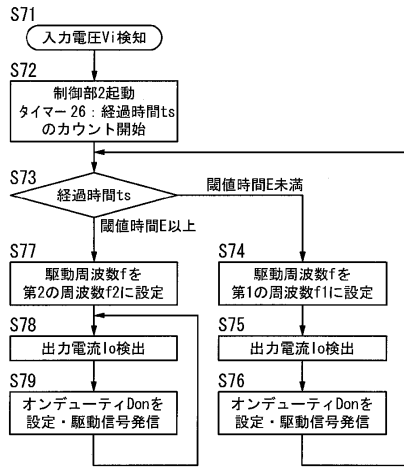 S71
入力電圧Vi検知
S72
制御部2起動
タイマー26：経過時間ts
のカウント開始
S73
経過時間ts
閾値時間E未満
閾値時間E以上
S77
駆動周波数fを
第2の周波数f2に設定
S74
駆動周波数fを
第1の周波数f1に設定
S78
出力電流Io検出
S75
出力電流Io検出
S79
オンデューティDonを
設定・駆動信号発信
S76
オンデューティDonを
設定・駆動信号発信